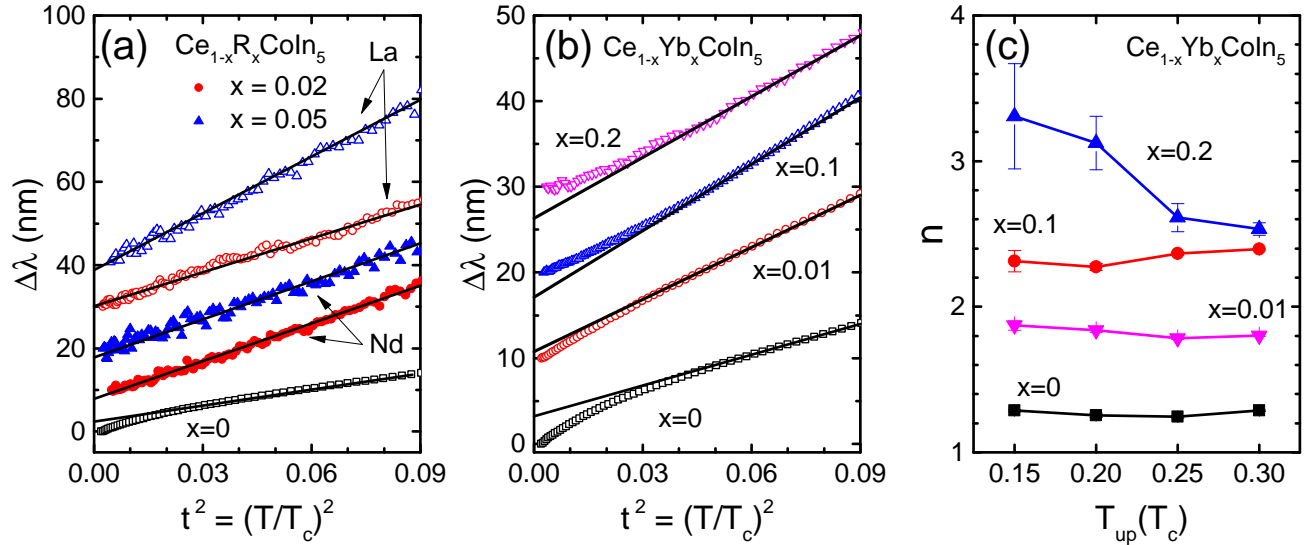 (a) Ce1-xRxCoIn5
La
x = 0.02
x = 0.05
Nd
x=0
100
80
60
40
20
0
Δλ (nm)
0.00 0.03 0.06 0.09
t² = (T/Tc)²
(b) Ce1-xYbxCoIn5
x=0.2
x=0.1
x=0.01
x=0
50
40
30
20
10
0
Δλ (nm)
0.00 0.03 0.06 0.09
t² = (T/Tc)²
(c) Ce1-xYbxCoIn5
x=0.2
x=0.1
x=0.01
x=0
4
3
2
1
n
0.15 0.20 0.25 0.30
Tup(Tc)